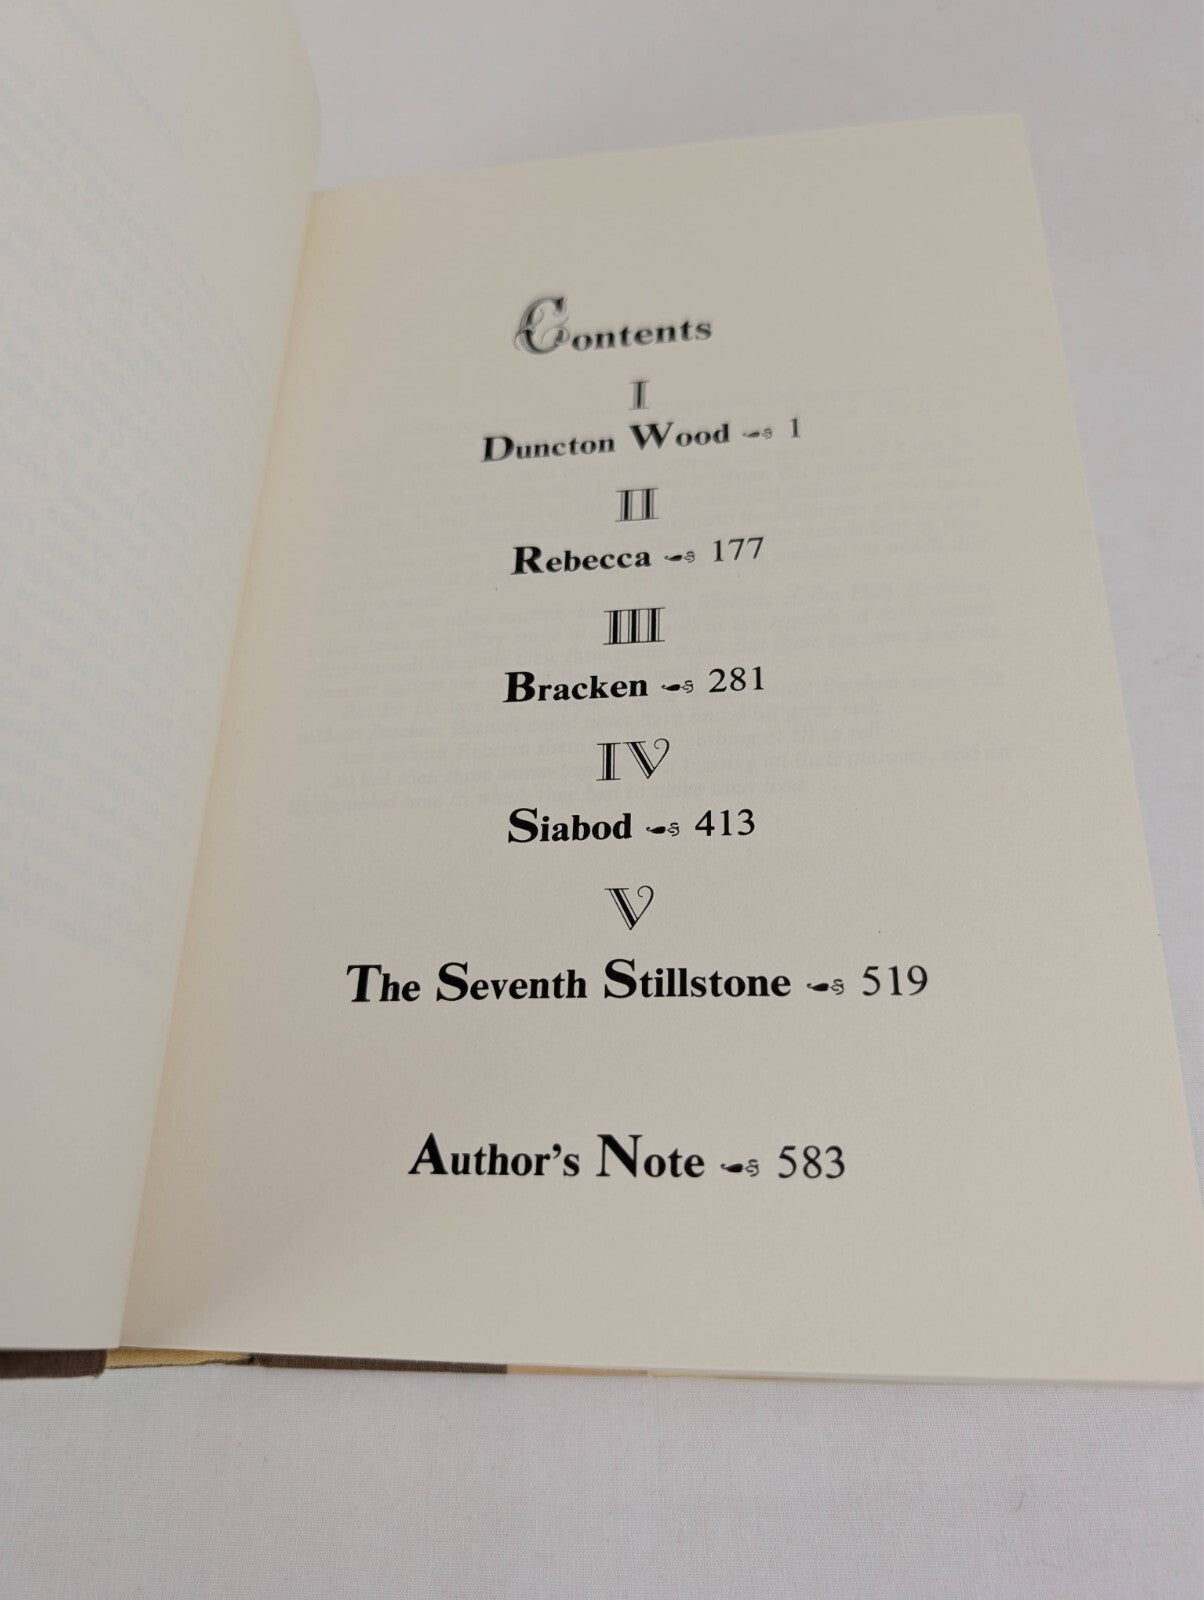 Contents
I
Duncton Wood 1
II
Rebecca 177
III
Bracken 281
IV
Siabod 413
V
The Seventh Stillstone 519
Author's Note 583